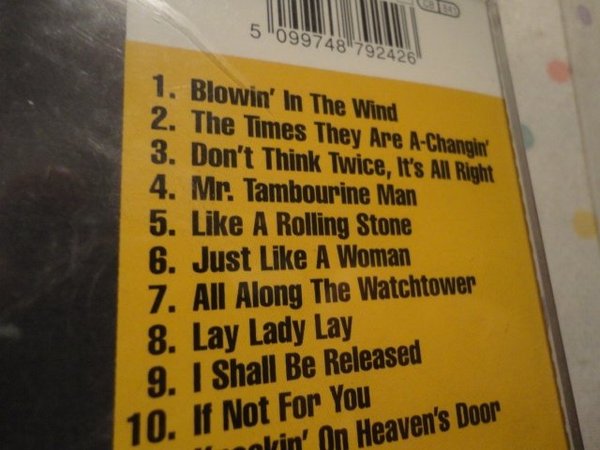 5 099748 792426
1. Blowin' In The Wind
2. The Times They Are A-Changin'
3. Don't Think Twice, It's All Right
4. Mr. Tambourine Man
5. Like A Rolling Stone
6. Just Like A Woman
7. All Along The Watchtower
8. Lay Lady Lay
9. I Shall Be Released
10. If Not For You
On Heaven's Door